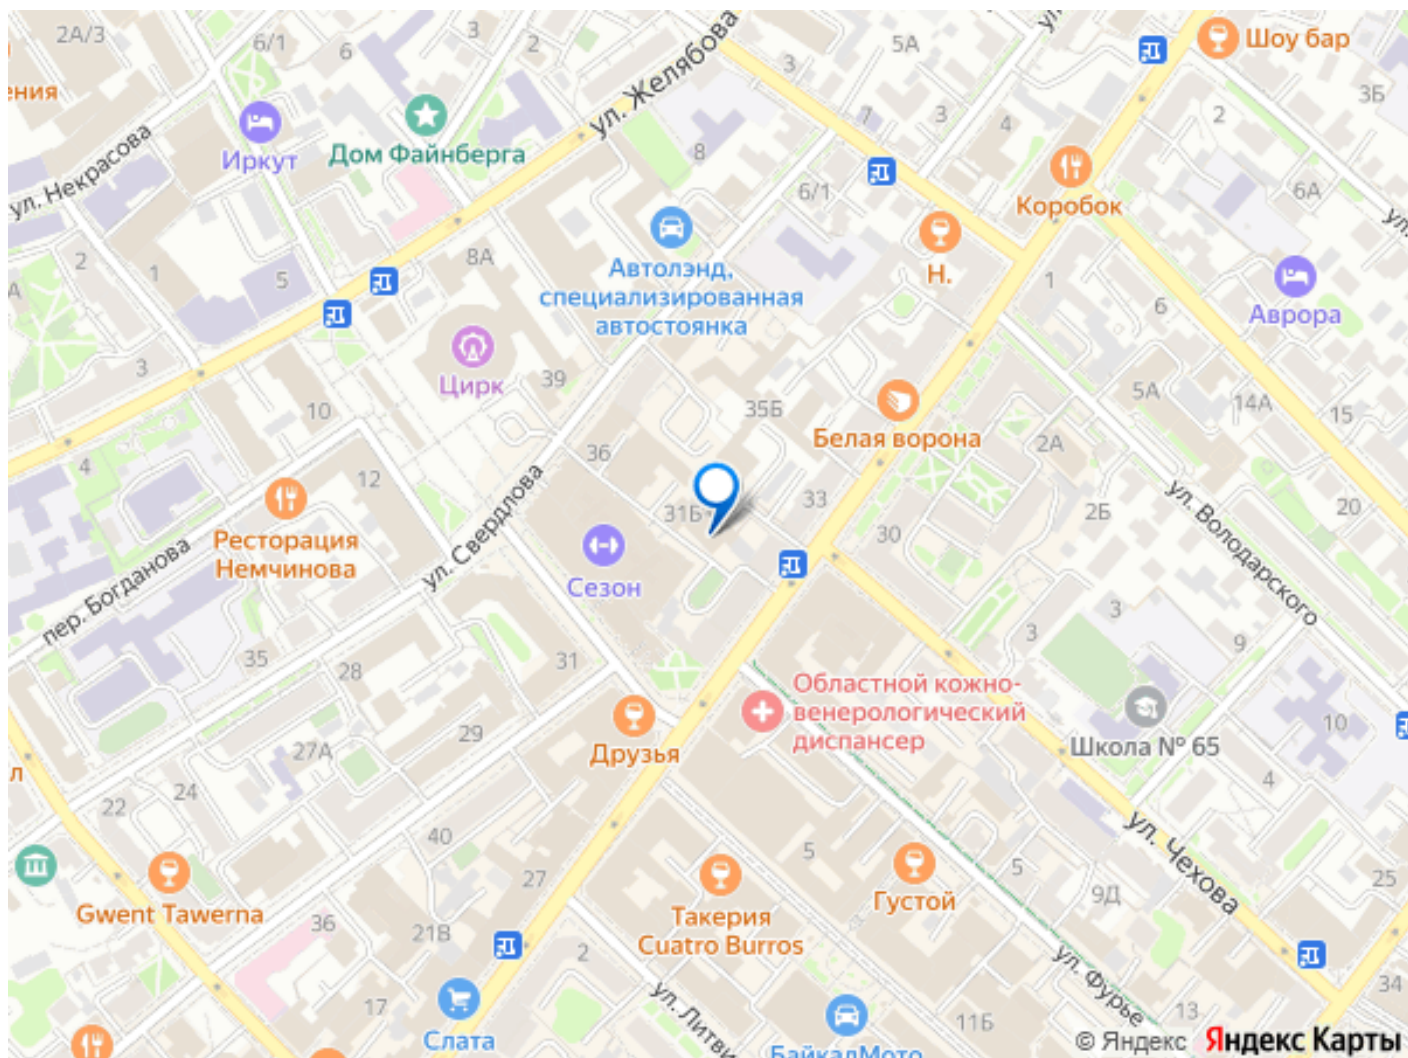 2А/3
6/1
6
3
2
ул. Желябова
5А
3
Шоу бар
3Б
ения
Иркут
Дом Файнберга
ул. Некрасова
8
7
3
4
2
6/1
Коробок
6А
2
1
5
8А
Автолэнд,
специализированная
автостоянка
Н.
1
6
Аврора
3
Цирк
39
10
35Б
Белая ворона
5А
14А
15
2А
4
12
36
31Б
33
30
2Б
20
ул. Володарского
Ресторация
Немчинова
ул. Свердлова
пер. Богданова
Сезон
3
3
9
35
28
31
Областной кожно-
венерологический
диспансер
Школа № 65
10
4
Друзья
29
27А
24
22
л
40
27
5
Густой
5
9Д
ул. Чехова
25
Gwent Tawerna
36
21В
Такерия
Cuatro Burros
2
17
Слата
ул. Литви
БайкалМото
11Б
ул. Фурье
13
34
© Яндекс Яндекс Карты